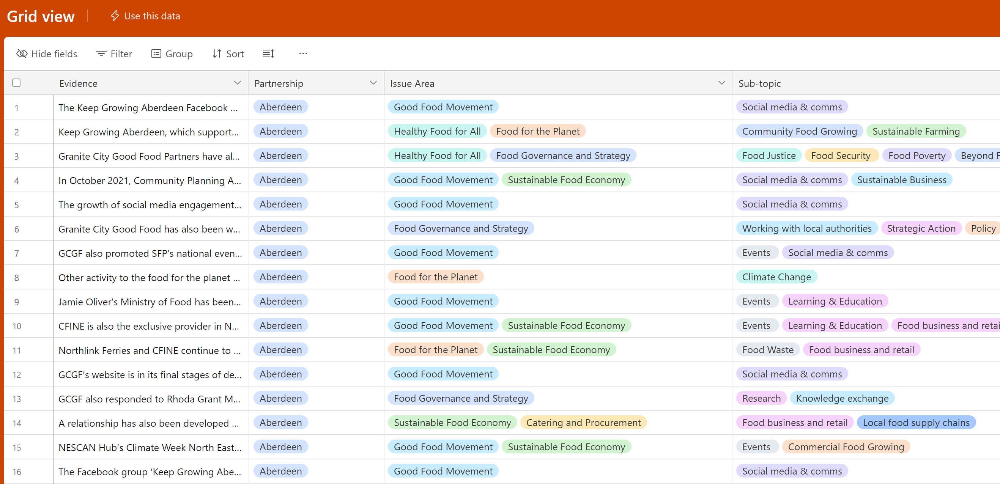 Grid view Use this data
Hide fields Filter Group Sort ...
Evidence Partnership Issue Area Sub-topic
1 The Keep Growing Aberdeen Facebook ... Aberdeen Good Food Movement Social media & comms
2 Keep Growing Aberdeen, which support... Aberdeen Healthy Food for All Food for the Planet Community Food Growing Sustainable Farming
3 Granite City Good Food Partners have al... Aberdeen Healthy Food for All Food Governance and Strategy Food Justice Food Security Food Poverty Beyond F
4 In October 2021, Community Planning A... Aberdeen Good Food Movement Sustainable Food Economy Social media & comms Sustainable Business
5 The growth of social media engagement... Aberdeen Good Food Movement Social media & comms
6 Granite City Good Food has also been w... Aberdeen Food Governance and Strategy Working with local authorities Strategic Action Policy
7 GCGF also promoted SFP’s national even... Aberdeen Good Food Movement Events Social media & comms
8 Other activity to the food for the planet ... Aberdeen Food for the Planet Climate Change
9 Jamie Oliver’s Ministry of Food has been... Aberdeen Good Food Movement Events Learning & Education
10 CFINE is also the exclusive provider in N... Aberdeen Good Food Movement Sustainable Food Economy Events Learning & Education Food business and retai
11 Northlink Ferries and CFINE continue to ... Aberdeen Food for the Planet Sustainable Food Economy Food Waste Food business and retail
12 GCGF’s website is in its final stages of de... Aberdeen Good Food Movement Social media & comms
13 GCGF also responded to Rhoda Grant M... Aberdeen Food Governance and Strategy Research Knowledge exchange
14 A relationship has also been developed ... Aberdeen Sustainable Food Economy Catering and Procurement Food business and retail Local food supply chains
15 NESCAN Hub’s Climate Week North East... Aberdeen Good Food Movement Sustainable Food Economy Events Commercial Food Growing
16 The Facebook group ‘Keep Growing Abe... Aberdeen Good Food Movement Social media & comms